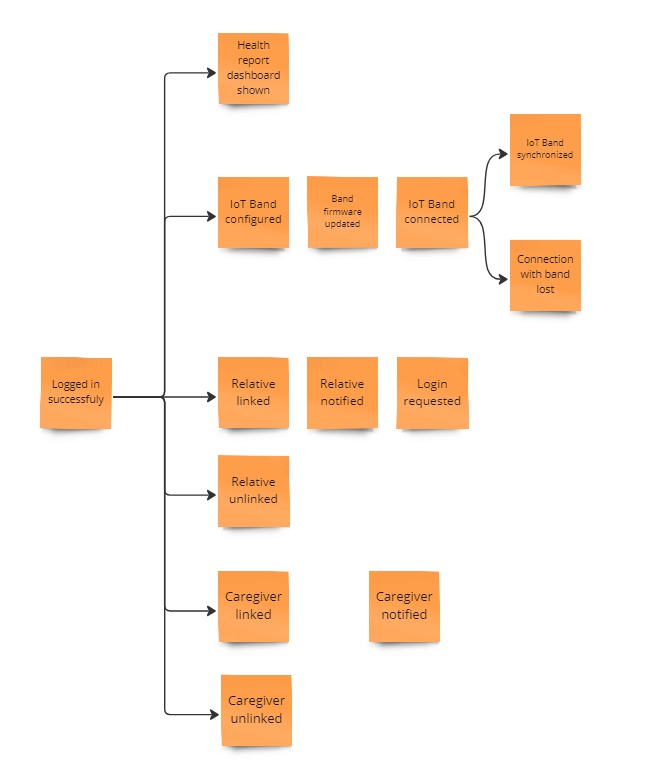 Health
report
dashboard
shown
IoT Band
synchronized
IoT Band
configured
Band
firmware
updated
IoT Band
connected
Connection
with band
lost
Logged in
successfuly
Relative
linked
Relative
notified
Login
requested
Relative
unlinked
Caregiver
linked
Caregiver
notified
Caregiver
unlinked